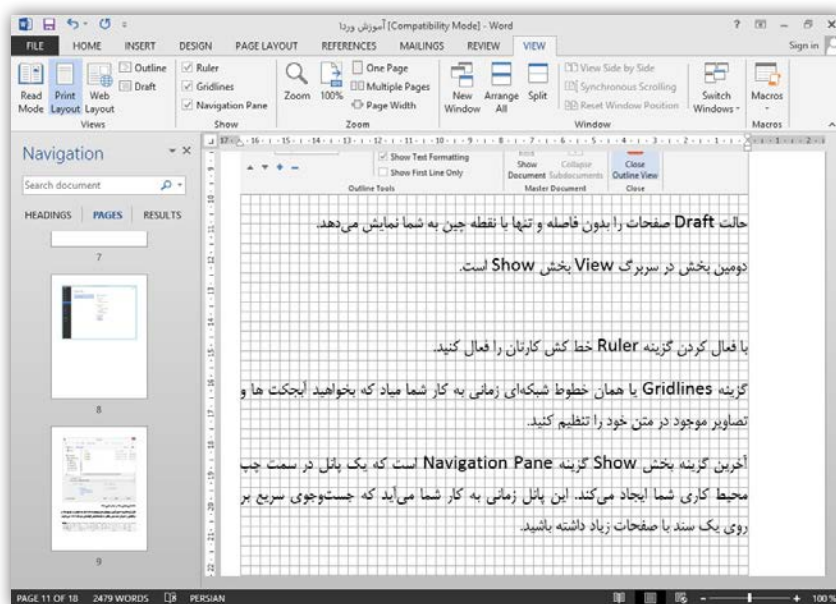 آموزش ورد۱ [Compatibility Mode] - Word
FILE HOME INSERT DESIGN PAGE LAYOUT REFERENCES MAILINGS REVIEW VIEW Sign in
Read Mode
Print Layout
Web Layout
Outline
Draft
Views
Ruler
Gridlines
Navigation Pane
Show
Zoom
100%
One Page
Multiple Pages
Page Width
Zoom
New Window
Arrange All
Split
View Side by Side
Synchronous Scrolling
Reset Window Position
Window
Switch Windows
Macros
Macros
Navigation
Search document
HEADINGS PAGES RESULTS
7
8
9
Show Text Formatting
Show First Line Only
Outline Tools
Show Document
Collapse Subdocuments
Master Document
Close Outline View
Close
حالت Draft صفحات را بدون فاصله و تنها با نقطه چین به شما نمایش می‌دهد.
دومین بخش در سربرگ View بخش Show است.
با فعال کردن گزینه Ruler خط کش کارتان را فعال کنید.
گزینه Gridlines یا همان خطوط شبکه‌ای زمانی به کار شما میاد که بخواهید آبجکت ها و
تصاویر موجود در متن خود را تنظیم کنید.
آخرین گزینه بخش Show گزینه Navigation Pane است که یک پانل در سمت چپ
محیط کاری شما ایجاد می‌کند. این پانل زمانی به کار شما می‌آید که جست‌وجوی سریع بر
روی یک سند با صفحات زیاد داشته باشید.
PAGE 11 OF 18 2479 WORDS PERSIAN 100%